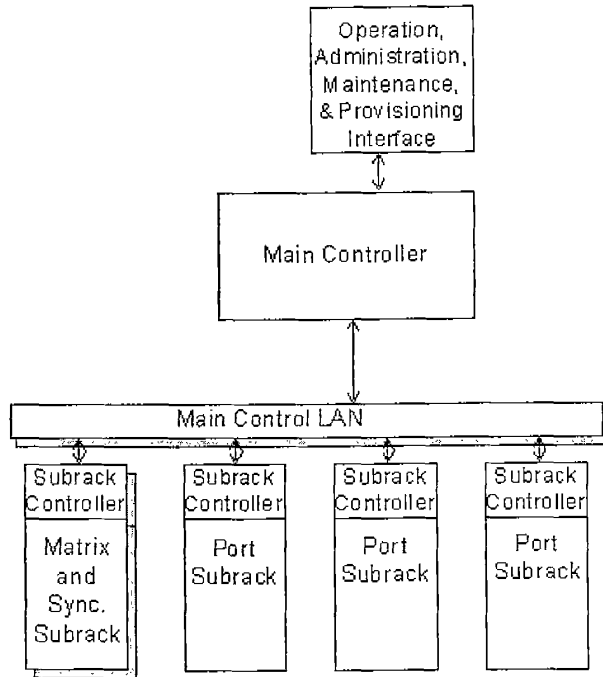 Operation,
Administration,
Maintenance,
& Provisioning
Interface
Main Controller
Main Control LAN
Subrack
Controller
Matrix
and
Sync.
Subrack
Subrack
Controller
Port
Subrack
Subrack
Controller
Port
Subrack
Subrack
Controller
Port
Subrack